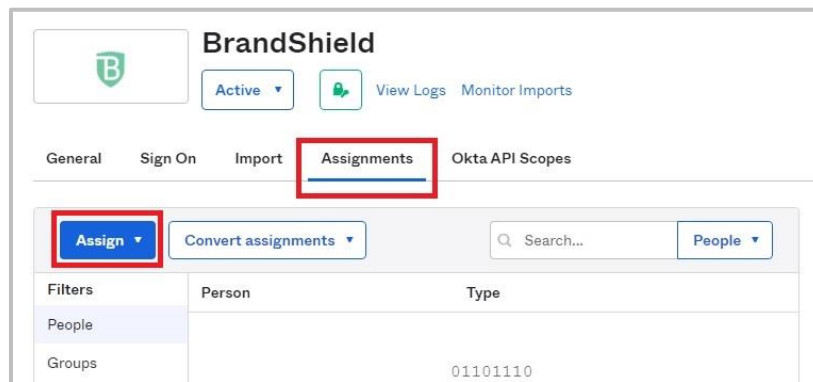 BrandShield
B
Active
View Logs Monitor Imports
General Sign On Import Assignments Okta API Scopes
Assign Convert assignments Search... People
Filters Person Type
People
Groups
01101110